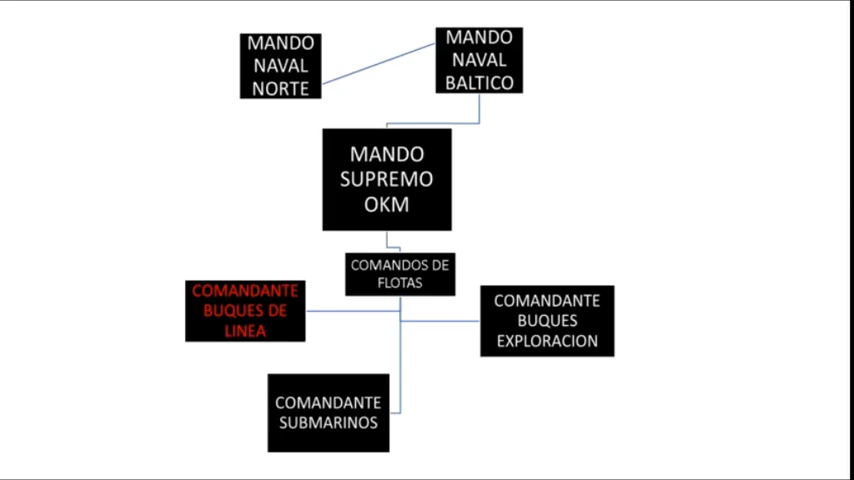 MANDO
NAVAL
NORTE
MANDO
NAVAL
BALTICO
MANDO
SUPREMO
OKM
COMANDOS DE
FLOTAS
COMANDANTE
BUQUES DE
LINEA
COMANDANTE
BUQUES
EXPLORACION
COMANDANTE
SUBMARINOS